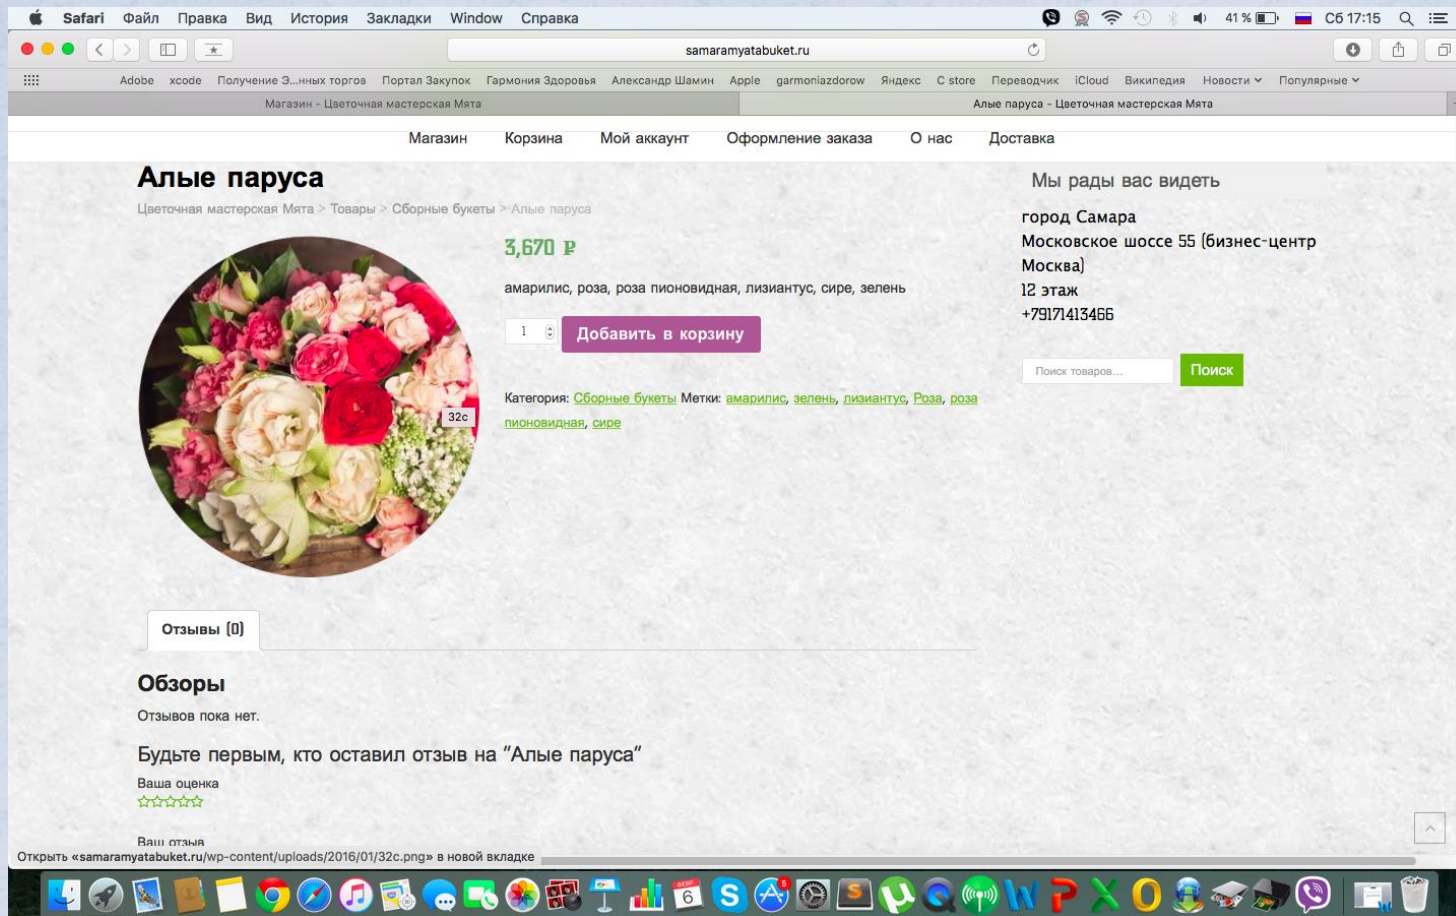 Safari Файл Правка Вид История Закладки Window Справка 41 % Сб 17:15
samaramyatabuket.ru
Adobe xcode Получение Э...нных торгов Портал Закупок Гармония Здоровья Александр Шамин Apple garmoniazdorow Яндекс C store Переводчик iCloud Википедия Новости Популярные
Магазин - Цветочная мастерская Мята Алые паруса - Цветочная мастерская Мята
Магазин Корзина Мой аккаунт Оформление заказа О нас Доставка
Алые паруса
Цветочная мастерская Мята > Товары > Сборные букеты > Алые паруса
3,670 ₽
амарилис, роза, роза пионовидная, лизиантус, сире, зелень
1 Добавить в корзину
Категория: Сборные букеты Метки: амарилис, зелень, лизиантус, Роза, роза
пионовидная, сире
32c
Мы рады вас видеть
город Самара
Московское шоссе 55 (бизнес-центр
Москва)
12 этаж
+79171413466
Поиск товаров... Поиск
Отзывы (0)
Обзоры
Отзывов пока нет.
Будьте первым, кто оставил отзыв на “Алые паруса“
Ваша оценка
Ваш отзыв
Открыть «samaramyatabuket.ru/wp-content/uploads/2016/01/32c.png» в новой вкладке
6